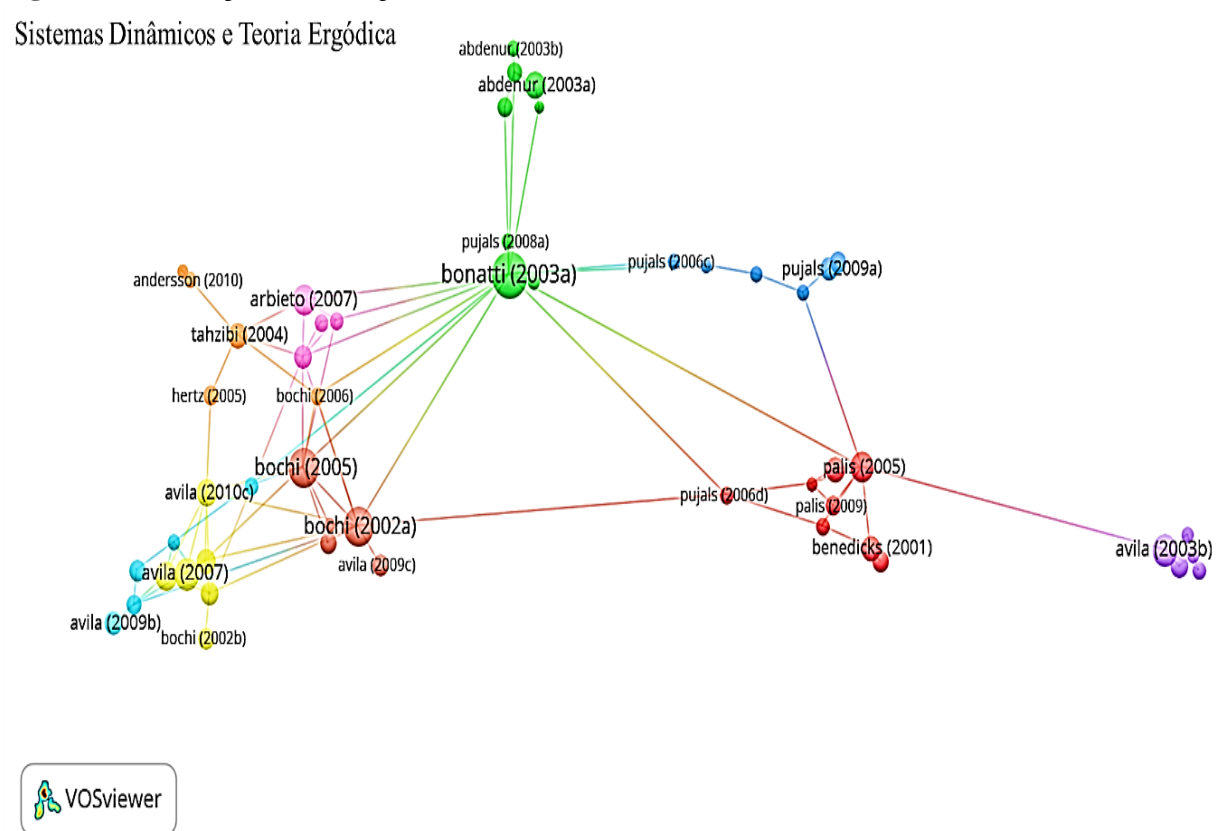 Sistemas Dinâmicos e Teoria Ergódica
abdenur (2003b)
abdenur (2003a)
pujals (2008a)
bonatti (2003a)
pujals (2006c)
pujals (2009a)
andersson (2010)
arbieto (2007)
tahzibi (2004)
hertz (2005)
bochi (2006)
bochi (2005)
palis (2005)
avila (2010c)
pujals (2006d)
palis (2009)
bochi (2002a)
benedicks (2001)
avila (2003b)
avila (2009c)
avila (2007)
avila (2009b)
bochi (2002b)
VOSviewer